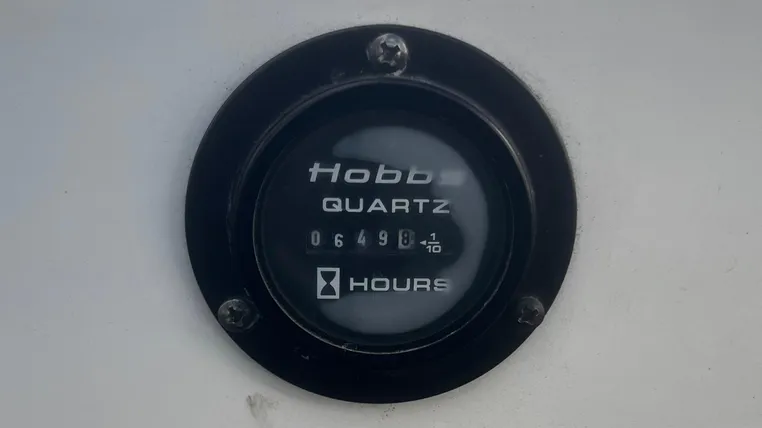 Hobbs
QUARTZ
06498 ◄1/10
HOURS